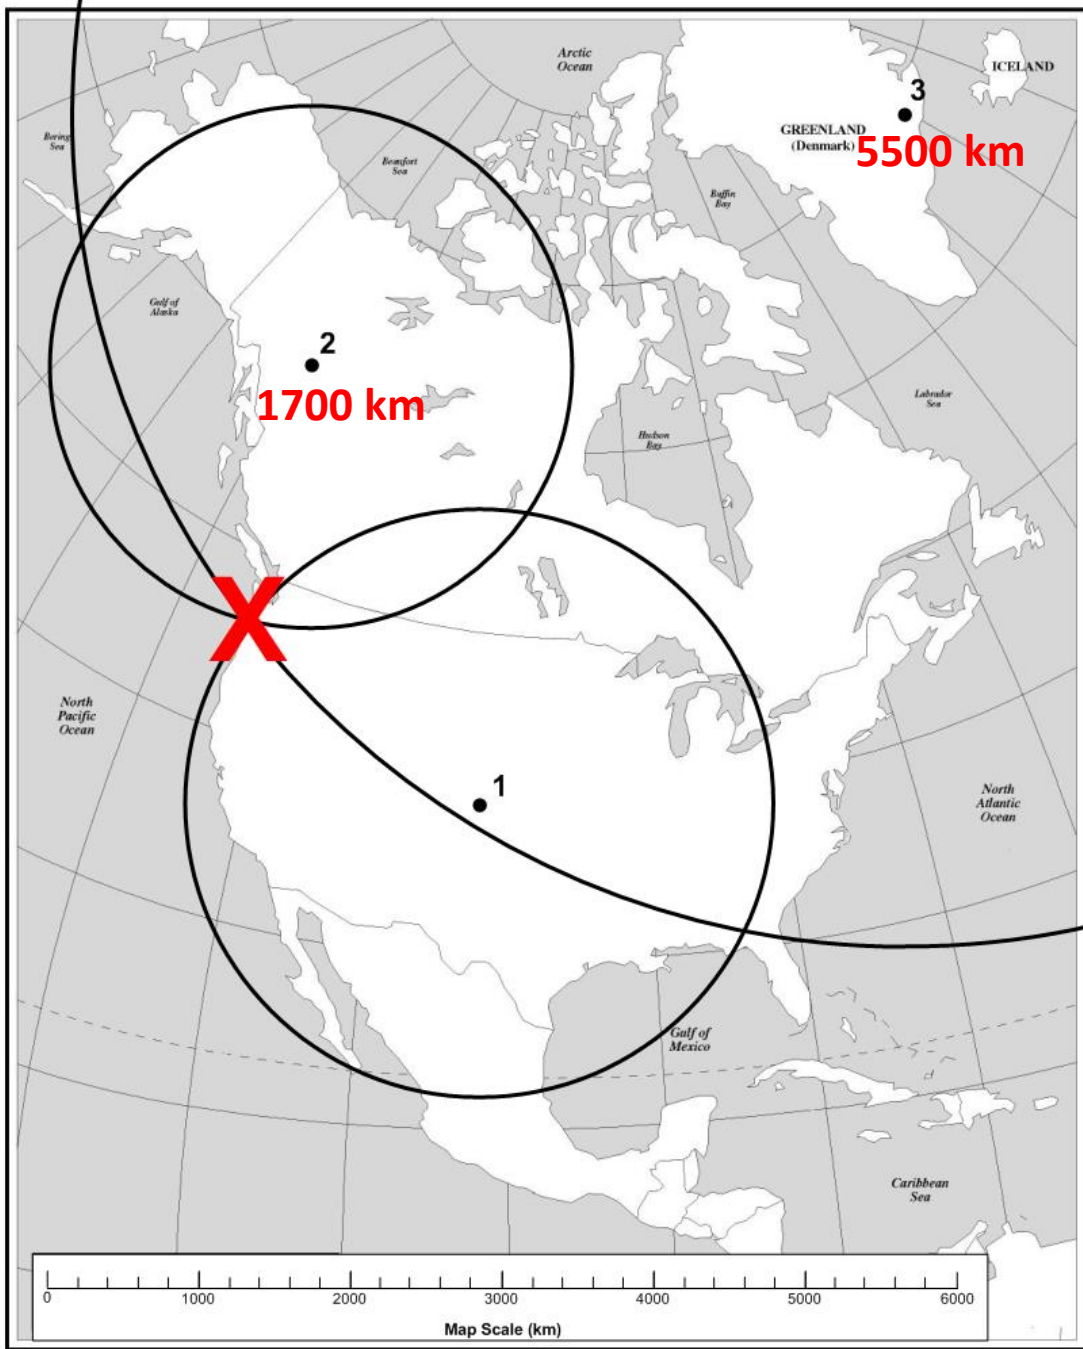 Arctic
Ocean
ICELAND
3
GREENLAND
(Denmark)
5500 km
Bering
Sea
Beaufort
Sea
Baffin
Bay
Gulf of
Alaska
2
1700 km
Labrador
Sea
Hudson
Bay
X
North
Pacific
Ocean
1
North
Atlantic
Ocean
Gulf of
Mexico
Caribbean
Sea
0 1000 2000 3000 4000 5000 6000
Map Scale (km)